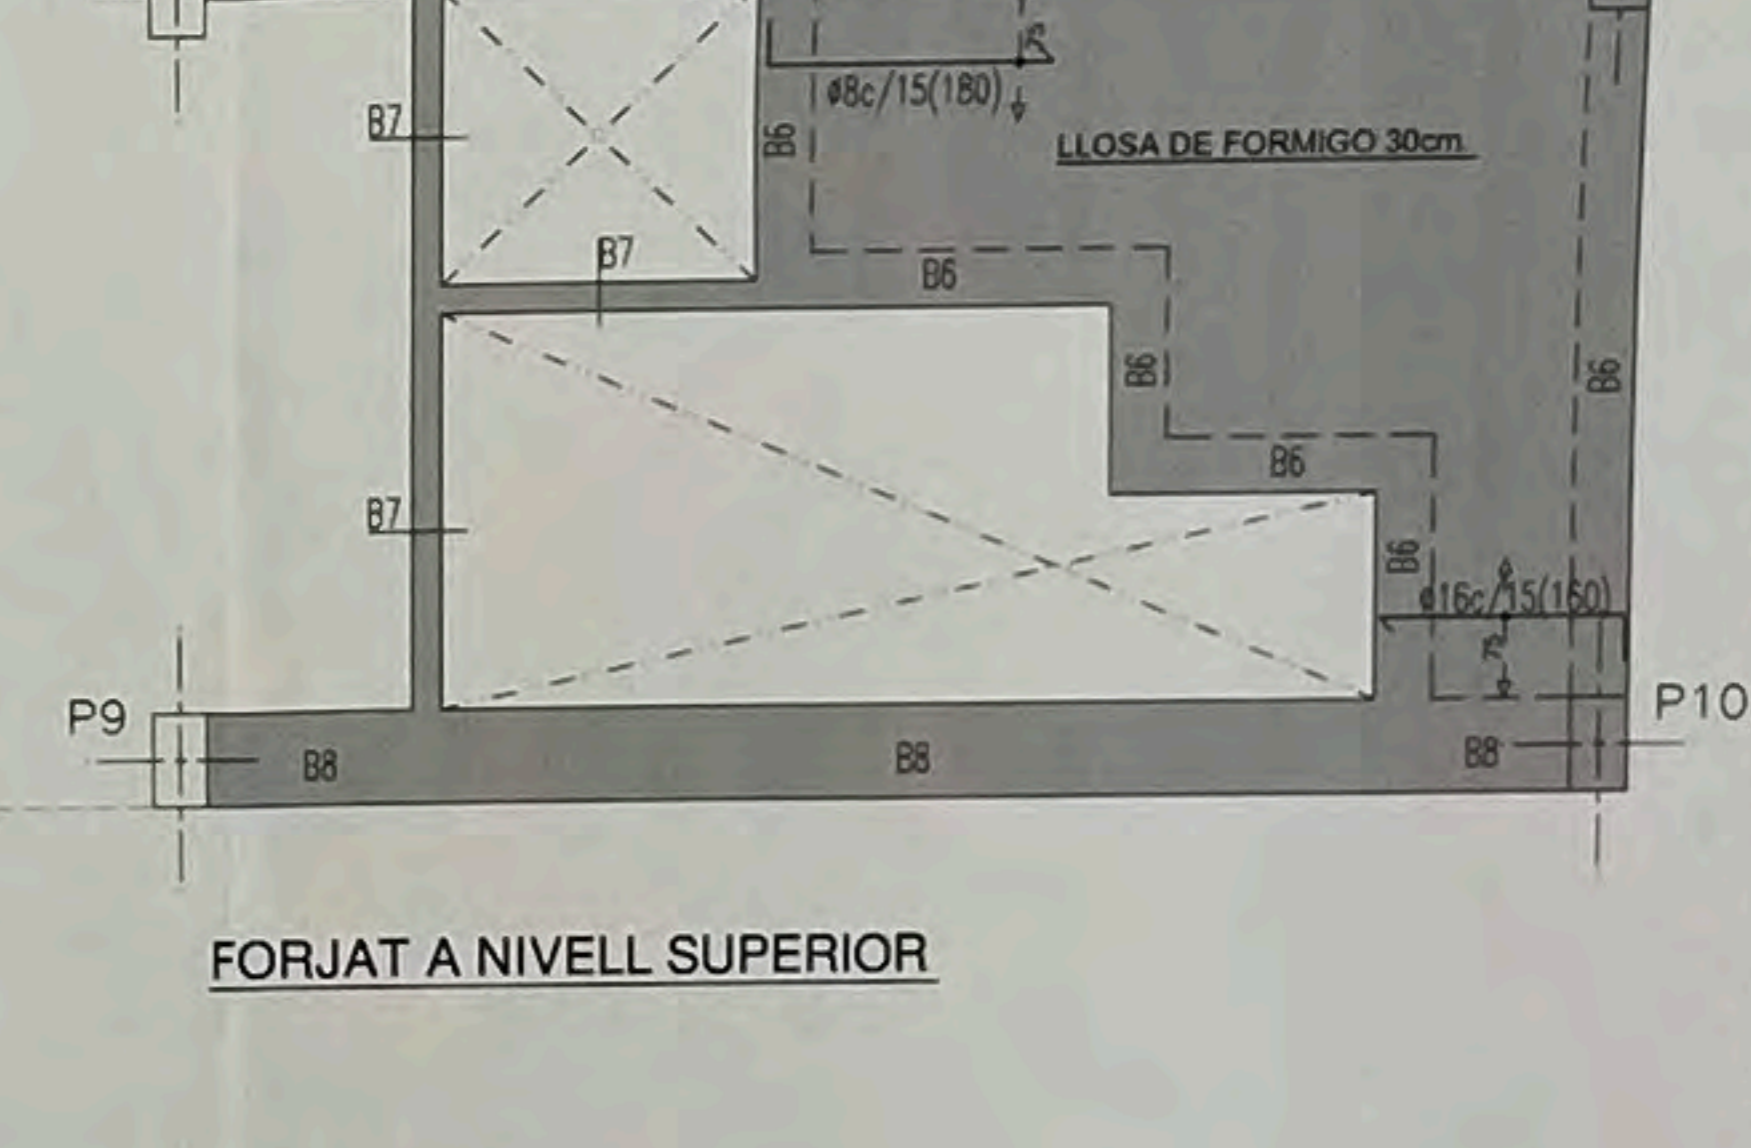 B7
ø8c/15(180)
B6
LLOSA DE FORMIGO 30cm
B7
B6
B6
B6
B6
B7
B6
ø16c/15(160)
P9
P10
B8
B8
B8
FORJAT A NIVELL SUPERIOR